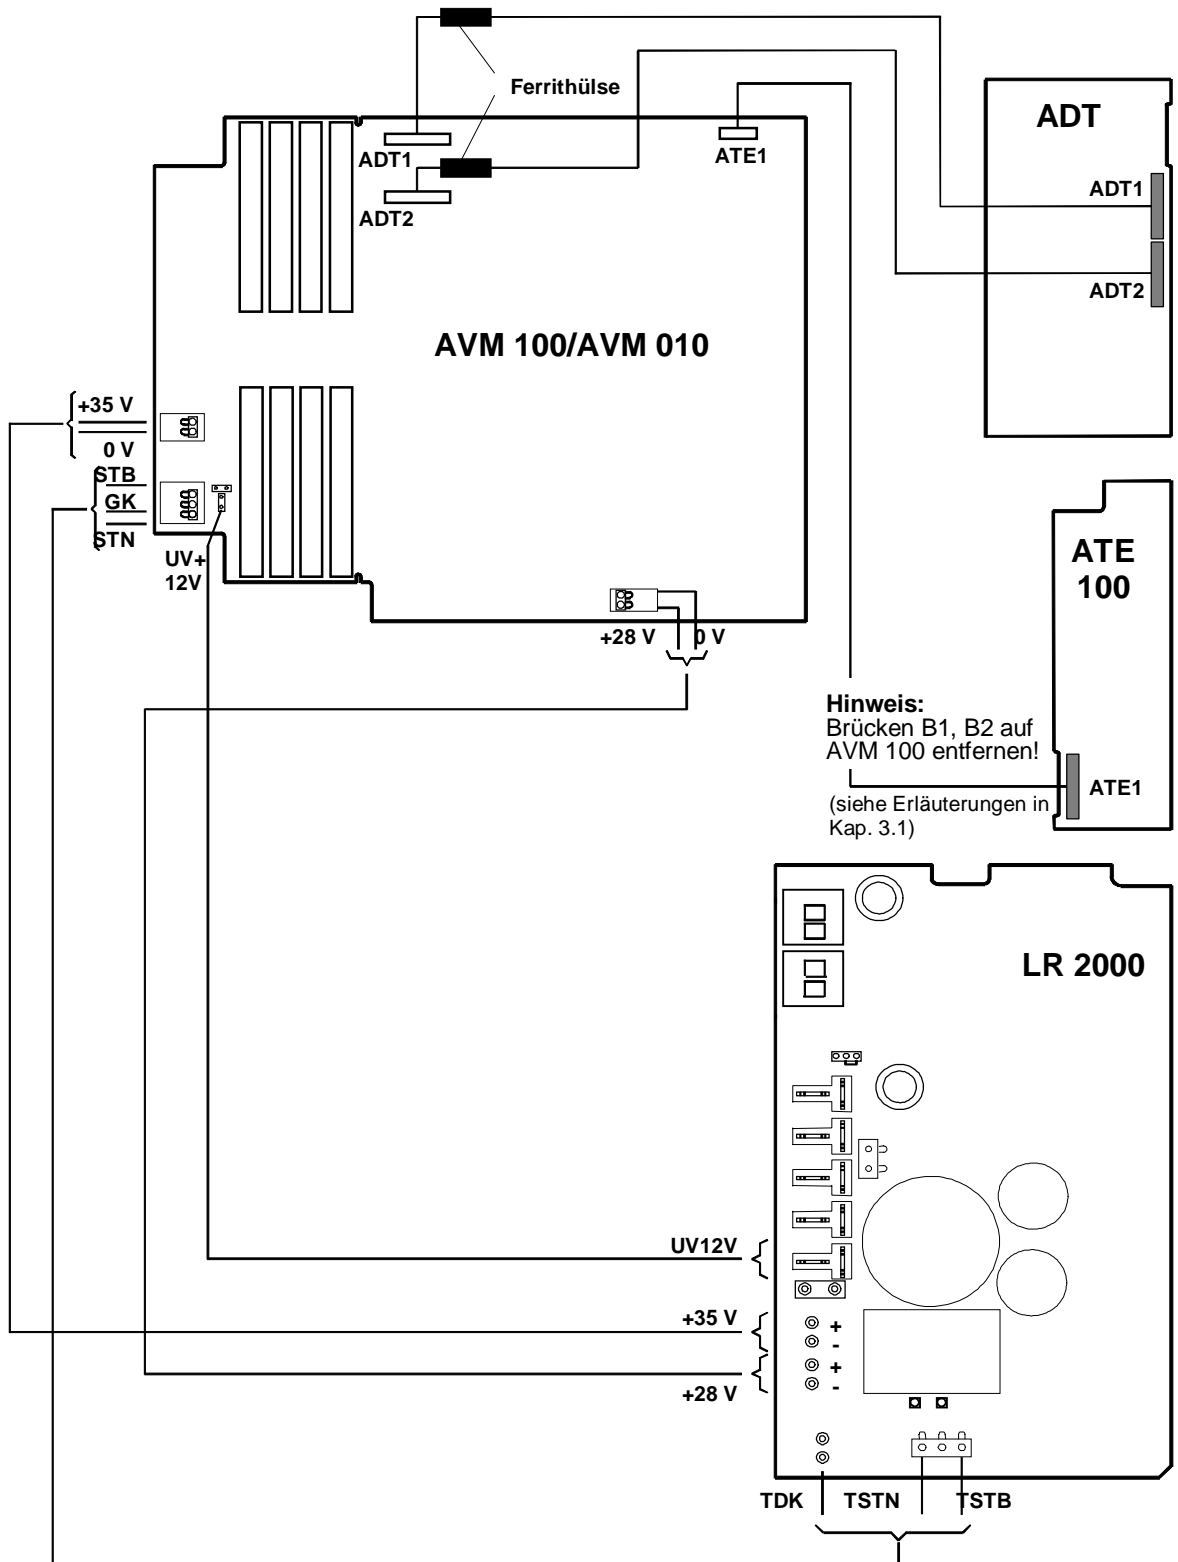 Ferrithülse
ADT
ADT1
ATE1
ADT1
ADT2
ADT2
AVM 100/AVM 010
+35 V
0 V
STB
GK
STN
UV+
12V
ATE
100
+28 V
0 V
Hinweis:
Brücken B1, B2 auf
AVM 100 entfernen!
ATE1
(siehe Erläuterungen in
Kap. 3.1)
LR 2000
UV12V
+35 V
+
-
+
-
+28 V
TDK
TSTN
TSTB